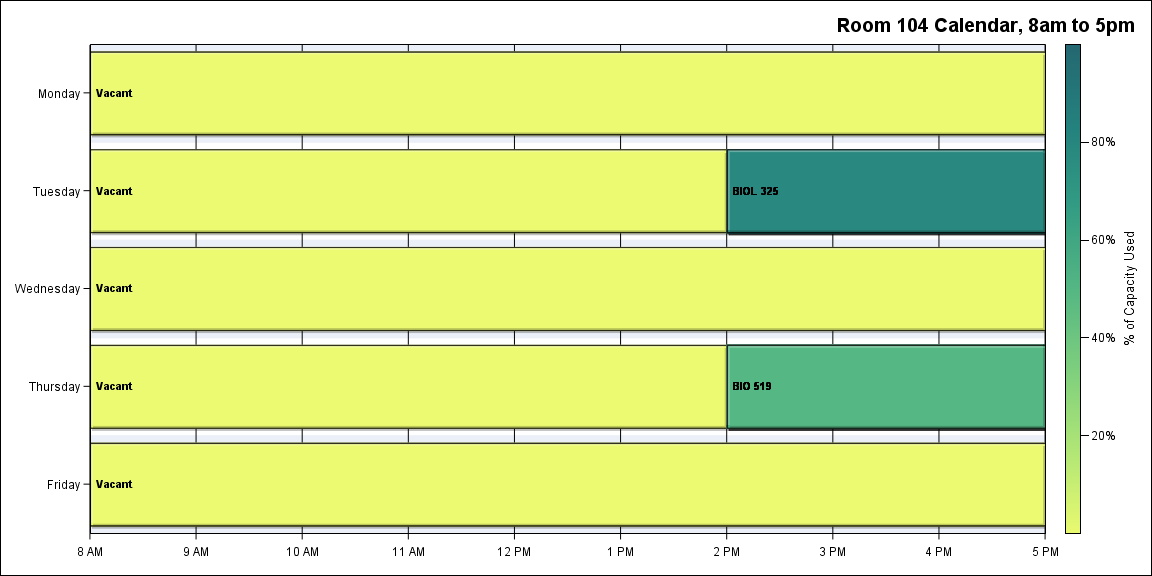 Room 104 Calendar, 8am to 5pm
Monday
Vacant
Tuesday
Vacant
BIOL 325
Wednesday
Vacant
Thursday
Vacant
BIO 519
Friday
Vacant
8 AM
9 AM
10 AM
11 AM
12 PM
1 PM
2 PM
3 PM
4 PM
5 PM
80%
60%
40%
20%
% of Capacity Used